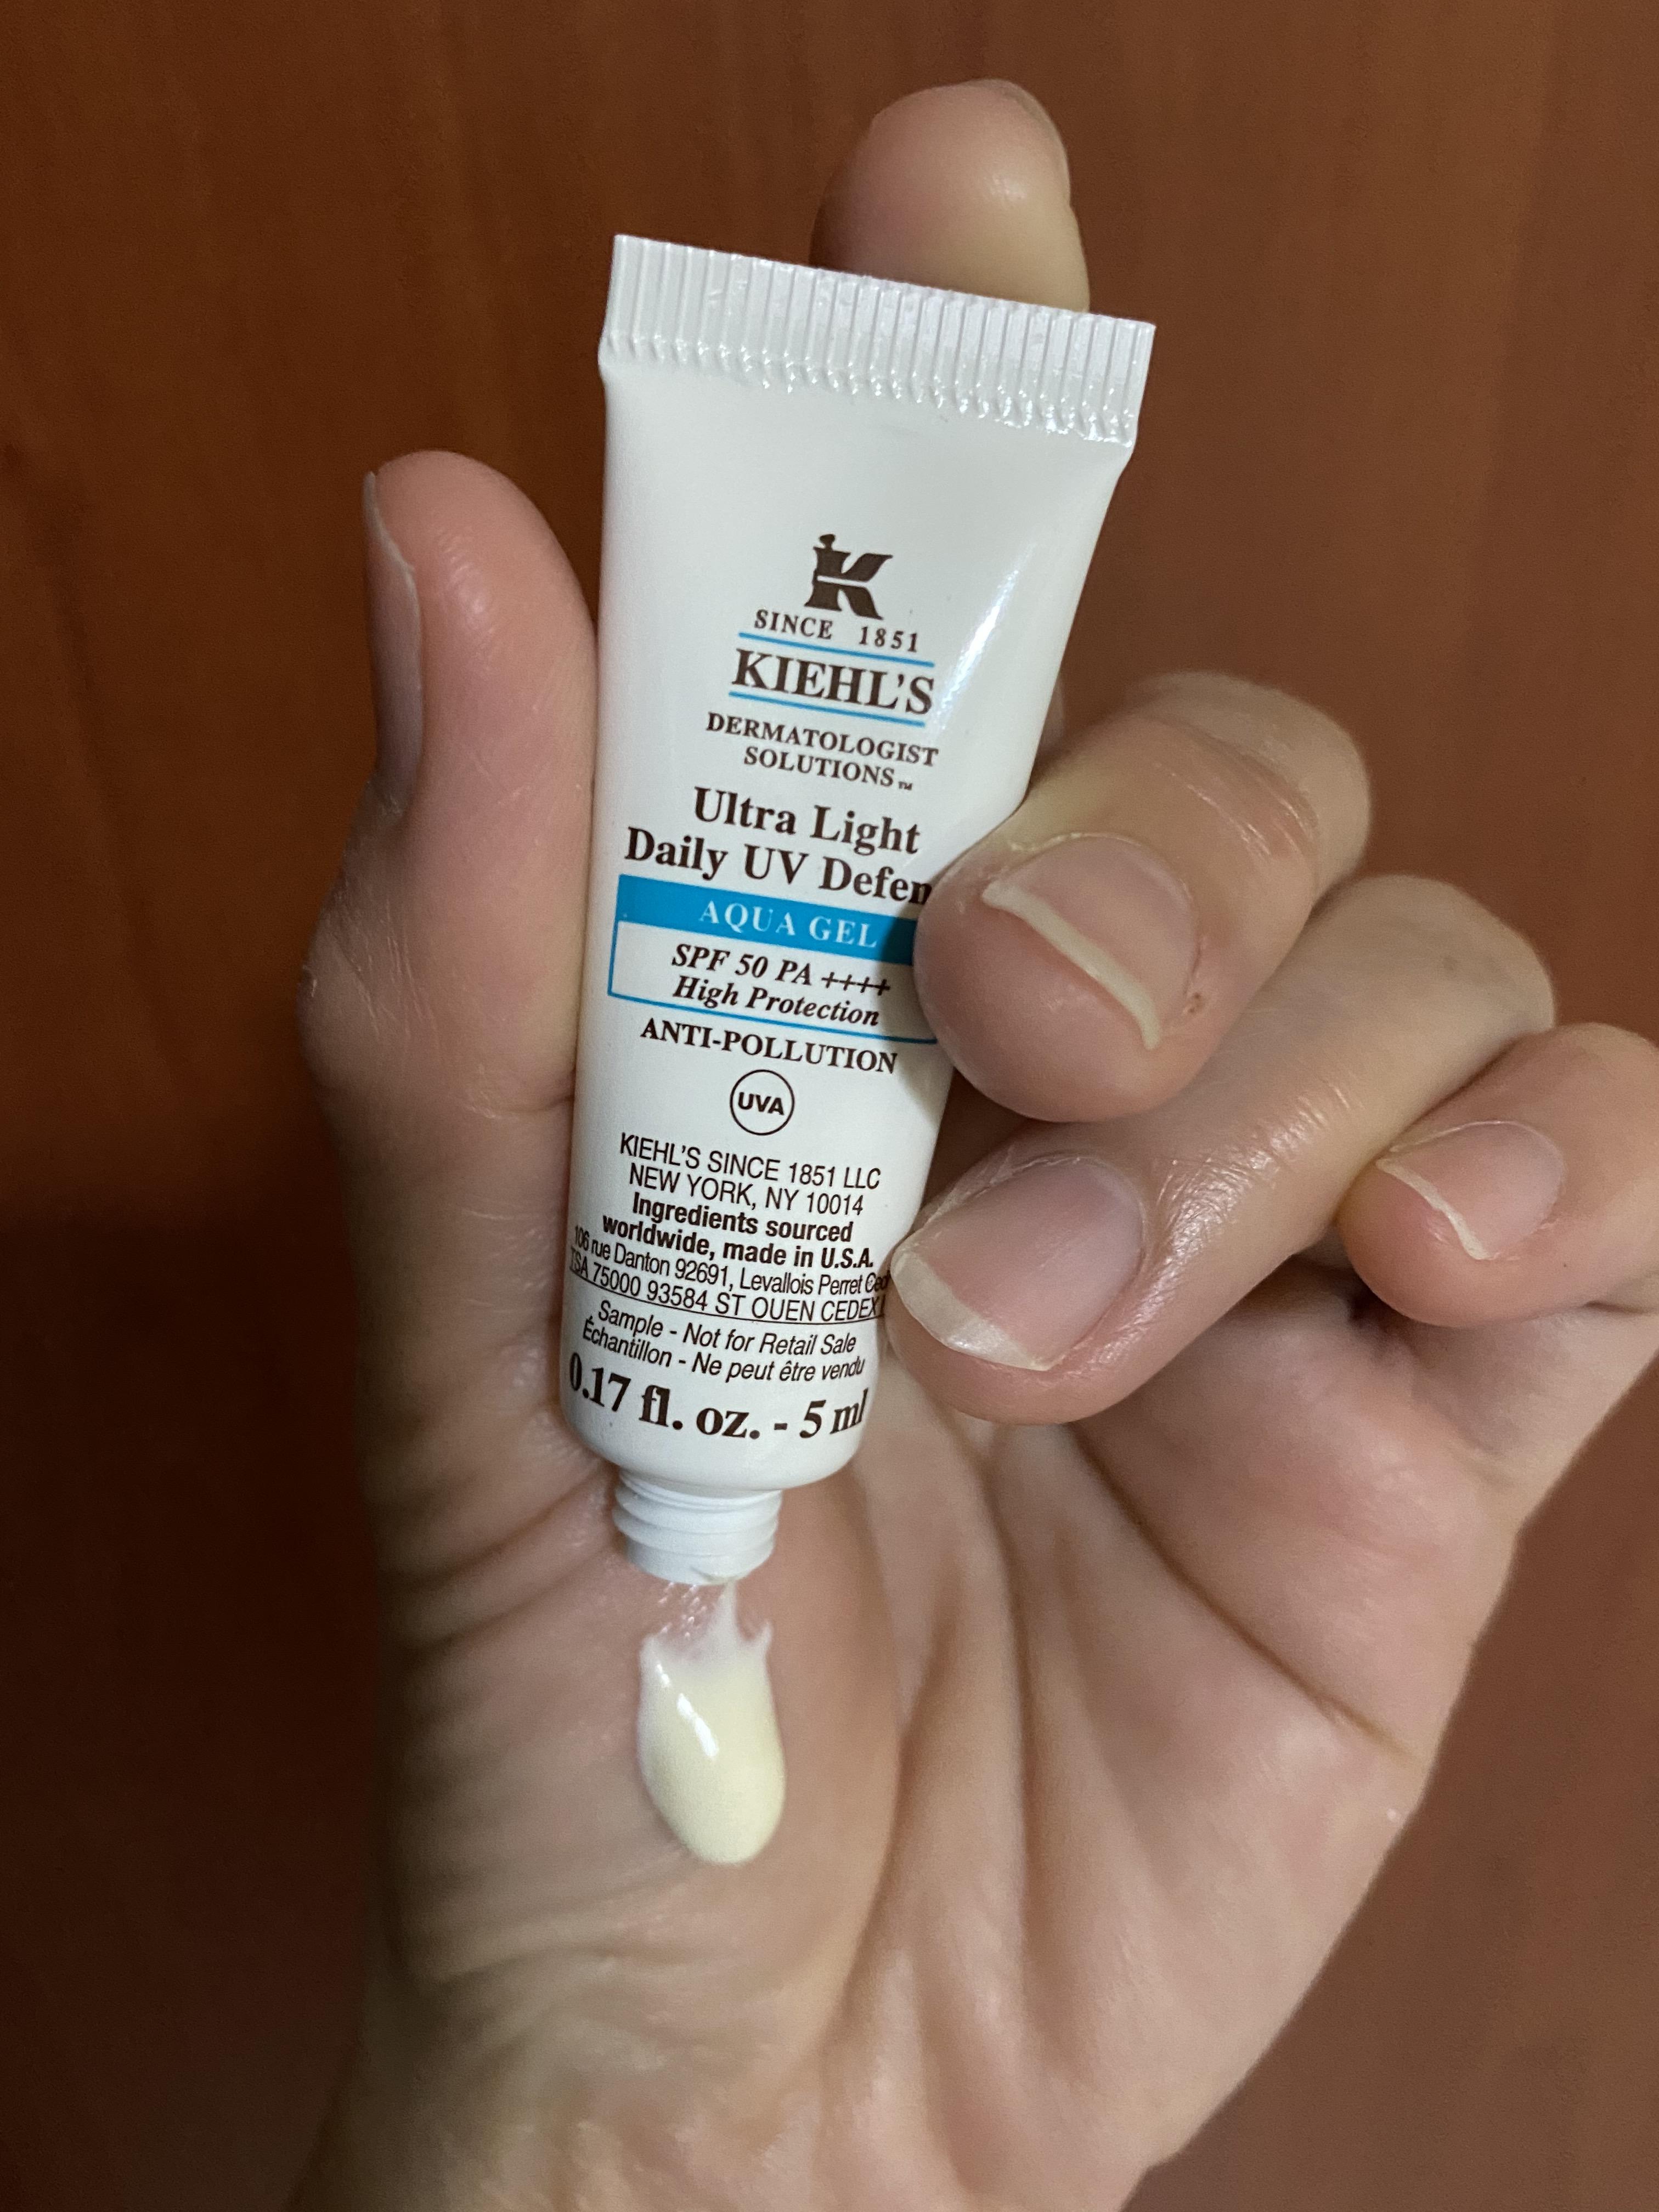 K
SINCE 1851
KIEHL'S
DERMATOLOGIST
SOLUTIONS™
Ultra Light
Daily UV Defen
AQUA GEL
SPF 50 PA ++++
High Protection
ANTI-POLLUTION
UVA
KIEHL'S SINCE 1851 LLC
NEW YORK, NY 10014
Ingredients sourced
worldwide, made in U.S.A.
106 rue Danton 92691, Levallois Perret Ced
TSA 75000 93584 ST OUEN CEDEX
Sample - Not for Retail Sale
Échantillon - Ne peut être vendu
0.17 fl. oz. - 5 ml